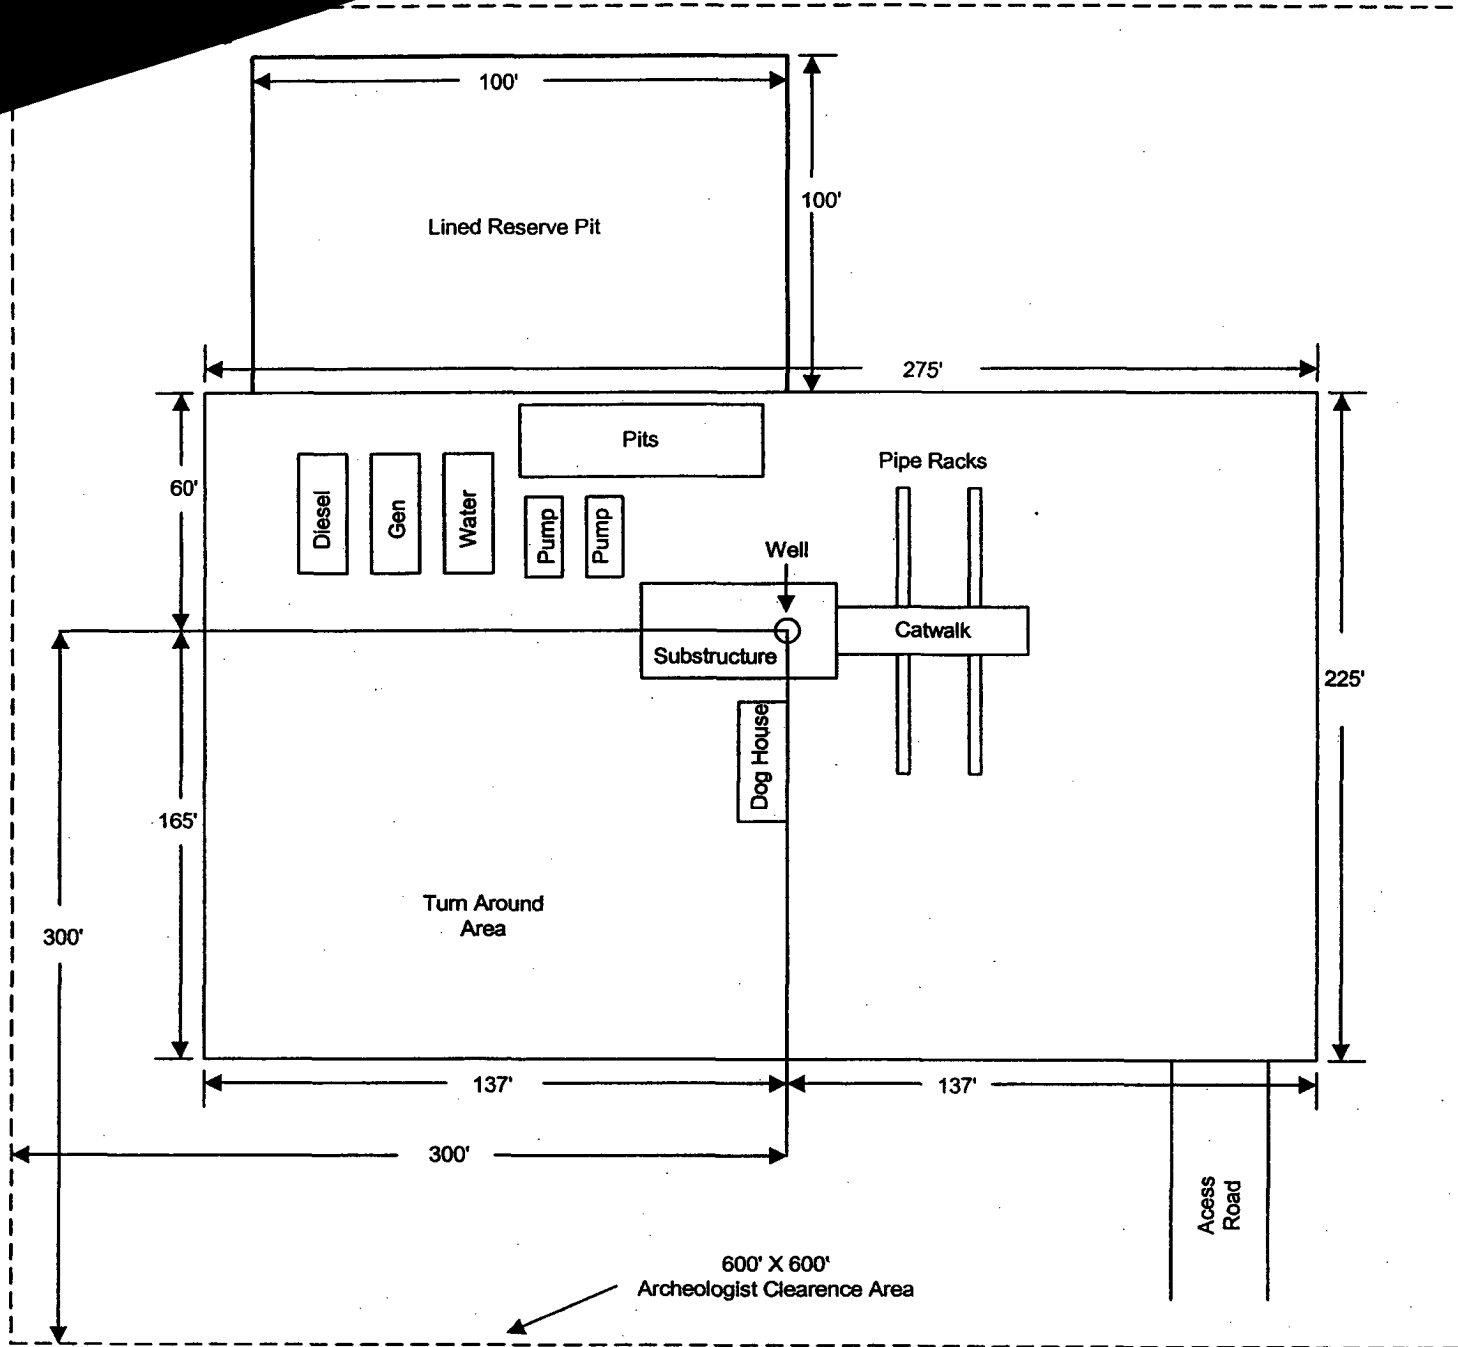 100'
100'
Lined Reserve Pit
275'
Pits
Pipe Racks
60'
Diesel
Gen
Water
Pump
Pump
Well
Catwalk
Substructure
225'
Dog House
165'
Turn Around
Area
300'
137'
137'
300'
Acess
Road
600' X 600'
Archeologist Clearence Area